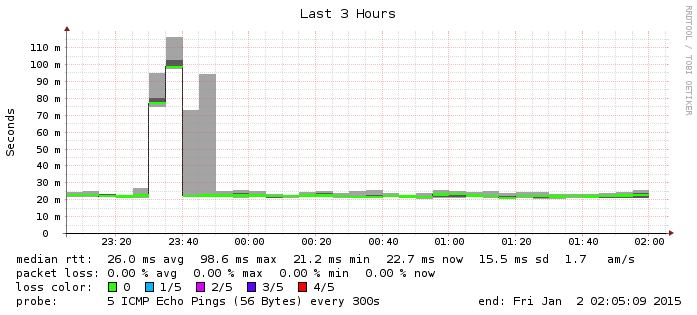 Last 3 Hours
RRDTOOL / TOBI OETIKER
Seconds
110 m
100 m
90 m
80 m
70 m
60 m
50 m
40 m
30 m
20 m
10 m
0
23:20 23:40 00:00 00:20 00:40 01:00 01:20 01:40 02:00
median rtt: 26.0 ms avg 98.6 ms max 21.2 ms min 22.7 ms now 15.5 ms sd 1.7 am/s
packet loss: 0.00 % avg 0.00 % max 0.00 % min 0.00 % now
loss color: 0 1/5 2/5 3/5 4/5
probe: 5 ICMP Echo Pings (56 Bytes) every 300s end: Fri Jan 2 02:05:09 2015